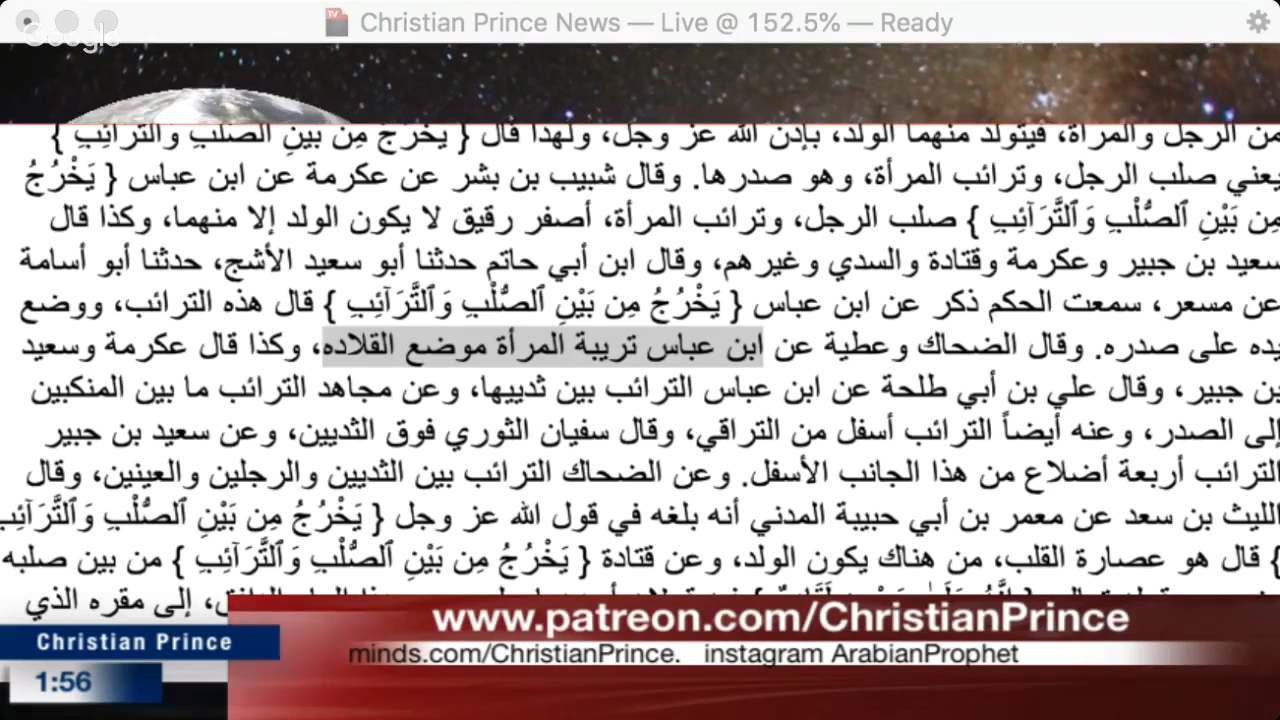 Christian Prince News — Live @ 152.5% — Ready
Google
من الرجل والمرأة، فيتولد منهما الولد، بإذن الله عز وجل، ولهذا قال { يَخْرُجُ مِن بَيْنِ ٱلصُّلْبِ وَٱلتَّرَآئِبِ }
يعني صلب الرجل، وترائب المرأة، وهو صدرها. وقال شبيب بن بشر عن عكرمة عن ابن عباس { يَخْرُجُ
مِن بَيْنِ ٱلصُّلْبِ وَٱلتَّرَآئِبِ } صلب الرجل، وترائب المرأة، أصفر رقيق لا يكون الولد إلا منهما، وكذا قال
سعيد بن جبير وعكرمة وقتادة والسدي وغيرهم، وقال ابن أبي حاتم حدثنا أبو سعيد الأشج، حدثنا أبو أسامة
عن مسعر، سمعت الحكم ذكر عن ابن عباس { يَخْرُجُ مِن بَيْنِ ٱلصُّلْبِ وَٱلتَّرَآئِبِ } قال هذه الترائب، ووضع
يده على صدره. وقال الضحاك وعطية عن ابن عباس تريبة المرأة موضع القلاده، وكذا قال عكرمة وسعيد
بن جبير، وقال علي بن أبي طلحة عن ابن عباس الترائب بين ثدييها، وعن مجاهد الترائب ما بين المنكبين
إلى الصدر، وعنه أيضاً الترائب أسفل من التراقي، وقال سفيان الثوري فوق الثديين، وعن سعيد بن جبير
الترائب أربعة أضلاع من هذا الجانب الأسفل. وعن الضحاك الترائب بين الثديين والرجلين والعينين، وقال
الليث بن سعد عن معمر بن أبي حبيبة المدني أنه بلغه في قول الله عز وجل { يَخْرُجُ مِن بَيْنِ ٱلصُّلْبِ وَٱلتَّرَآئِبِ
} قال هو عصارة القلب، من هناك يكون الولد، وعن قتادة { يَخْرُجُ مِن بَيْنِ ٱلصُّلْبِ وَٱلتَّرَآئِبِ } من بين صلبه
إلى مقره الذي
www.patreon.com/ChristianPrince
Christian Prince
minds.com/ChristianPrince. instagram ArabianProphet
1:56